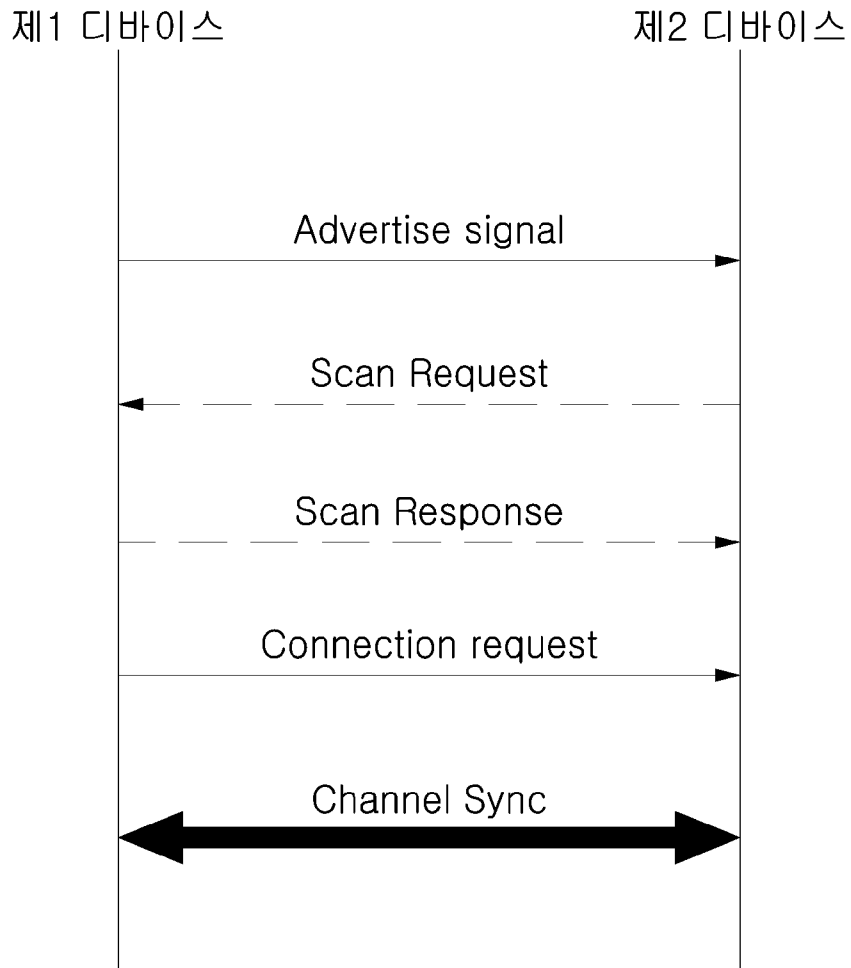 제1 디바이스
제2 디바이스
Advertise signal
Scan Request
Scan Response
Connection request
Channel Sync